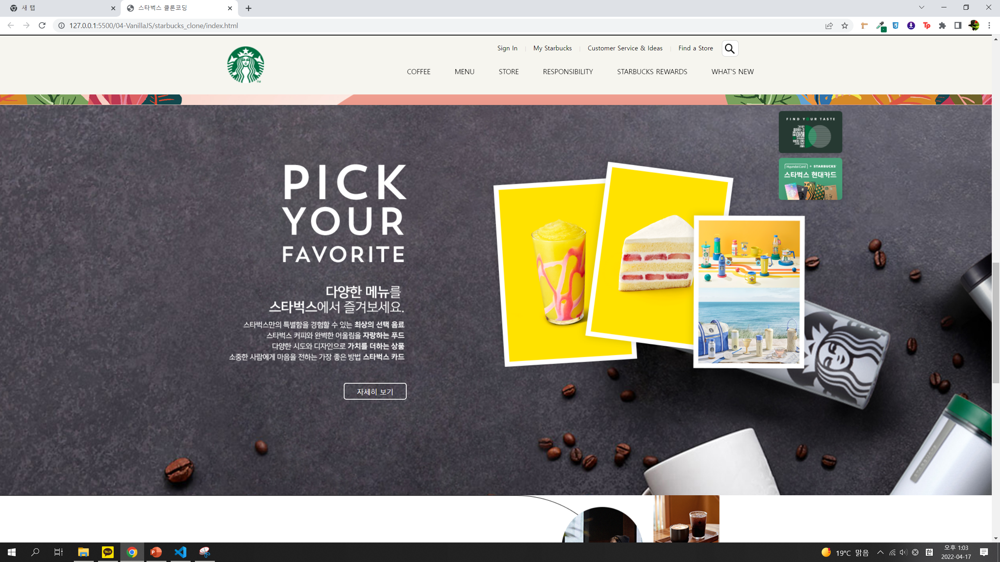 새 탭
스타벅스 클론코딩
127.0.0.1:5500/04-VanillaJS/starbucks_clone/index.html
Sign In
My Starbucks
Customer Service & Ideas
Find a Store
COFFEE
MENU
STORE
RESPONSIBILITY
STARBUCKS REWARDS
WHAT'S NEW
TM
FIND YOUR TASTE
좋아해
Hyundai Card + STARBUCKS
스타벅스 현대카드
PICK
YOUR
FAVORITE
다양한 메뉴를
스타벅스에서 즐겨보세요.
스타벅스만의 특별함을 경험할 수 있는 최상의 선택 음료
스타벅스 커피와 완벽한 어울림을 자랑하는 푸드
다양한 시도와 디자인으로 가치를 더하는 상품
소중한 사람에게 마음을 전하는 가장 좋은 방법 스타벅스 카드
자세히 보기
TALK
19°C 맑음
한
오후 1:03
2022-04-17